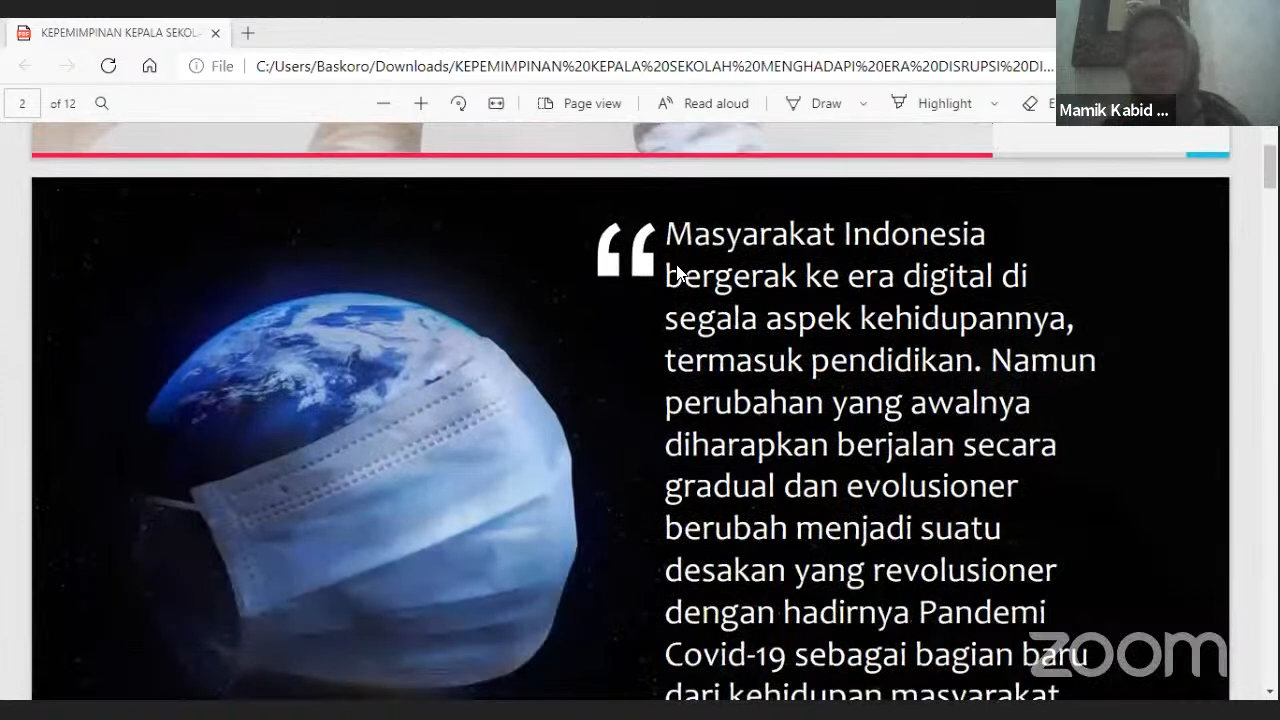 KEPEMIMPINAN KEPALA SEKOL
File
C:/Users/Baskoro/Downloads/KEPEMIMPINAN%20KEPALA%20SEKOLAH%20MENGHADAPI%20ERA%20DISRUPSI%20DI...
2 of 12
Page view
Read aloud
Draw
Highlight
Mamik Kabid ...
“
Masyarakat Indonesia
bergerak ke era digital di
segala aspek kehidupannya,
termasuk pendidikan. Namun
perubahan yang awalnya
diharapkan berjalan secara
gradual dan evolusioner
berubah menjadi suatu
desakan yang revolusioner
dengan hadirnya Pandemi
Covid-19 sebagai bagian baru
dari kehidupan masyarakat
zoom